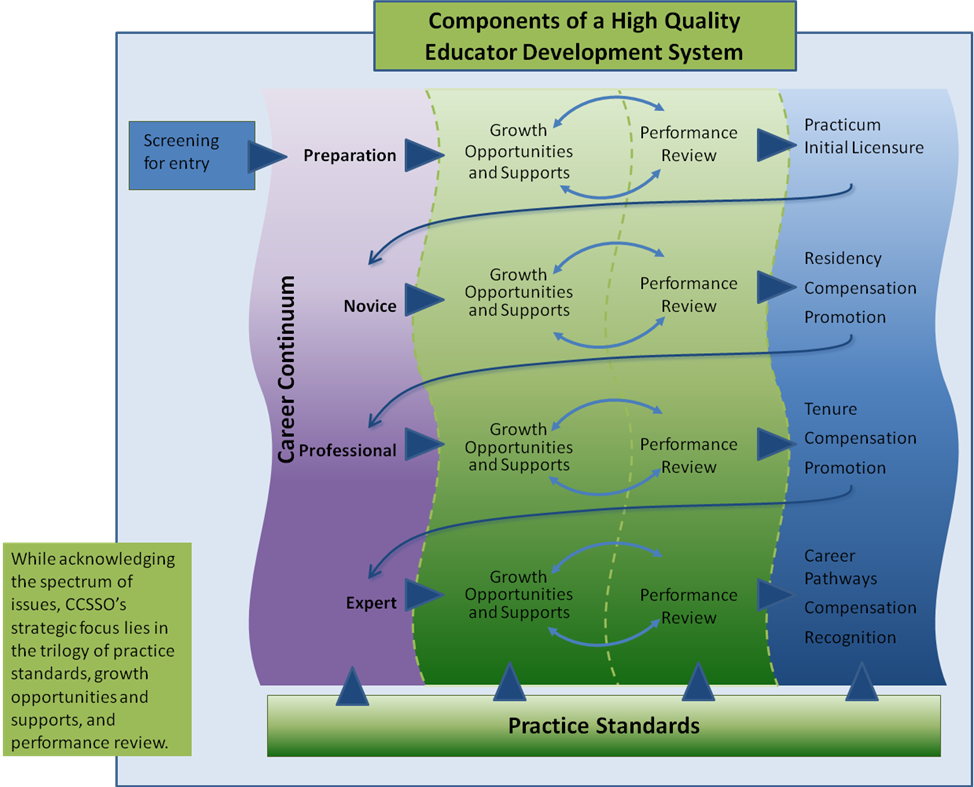 Components of a High Quality
Educator Development System
Screening
for entry
Career Continuum
Preparation
Growth
Opportunities
and Supports
Performance
Review
Practicum
Initial Licensure
Novice
Growth
Opportunities
and Supports
Performance
Review
Residency
Compensation
Promotion
Professional
Growth
Opportunities
and Supports
Performance
Review
Tenure
Compensation
Promotion
Expert
Growth
Opportunities
and Supports
Performance
Review
Career
Pathways
Compensation
Recognition
While acknowledging
the spectrum of
issues, CCSSO’s
strategic focus lies in
the trilogy of practice
standards, growth
opportunities and
supports, and
performance review.
Practice Standards